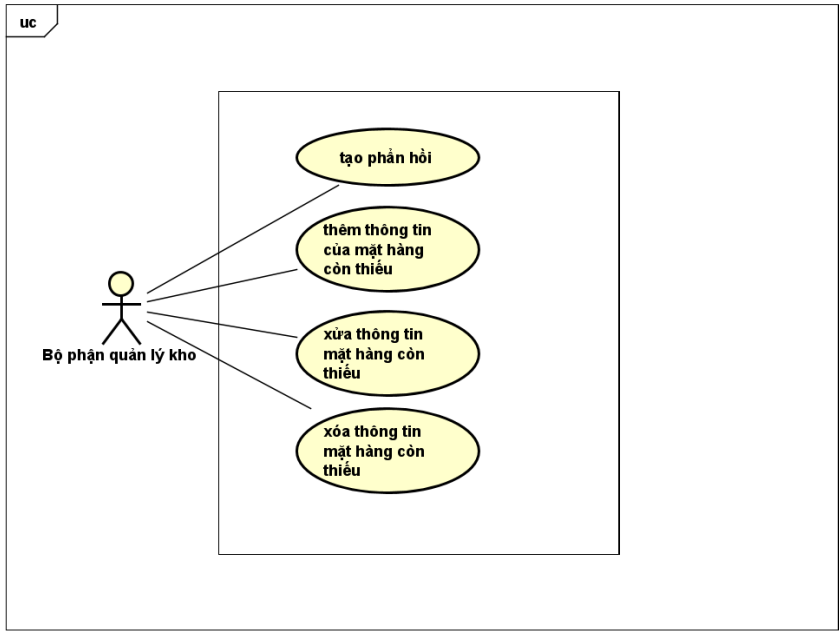 uc
tạo phản hồi
thêm thông tin
của mặt hàng
còn thiếu
xửa thông tin
mặt hàng còn
thiếu
Bộ phận quản lý kho
xóa thông tin
mặt hàng còn
thiếu